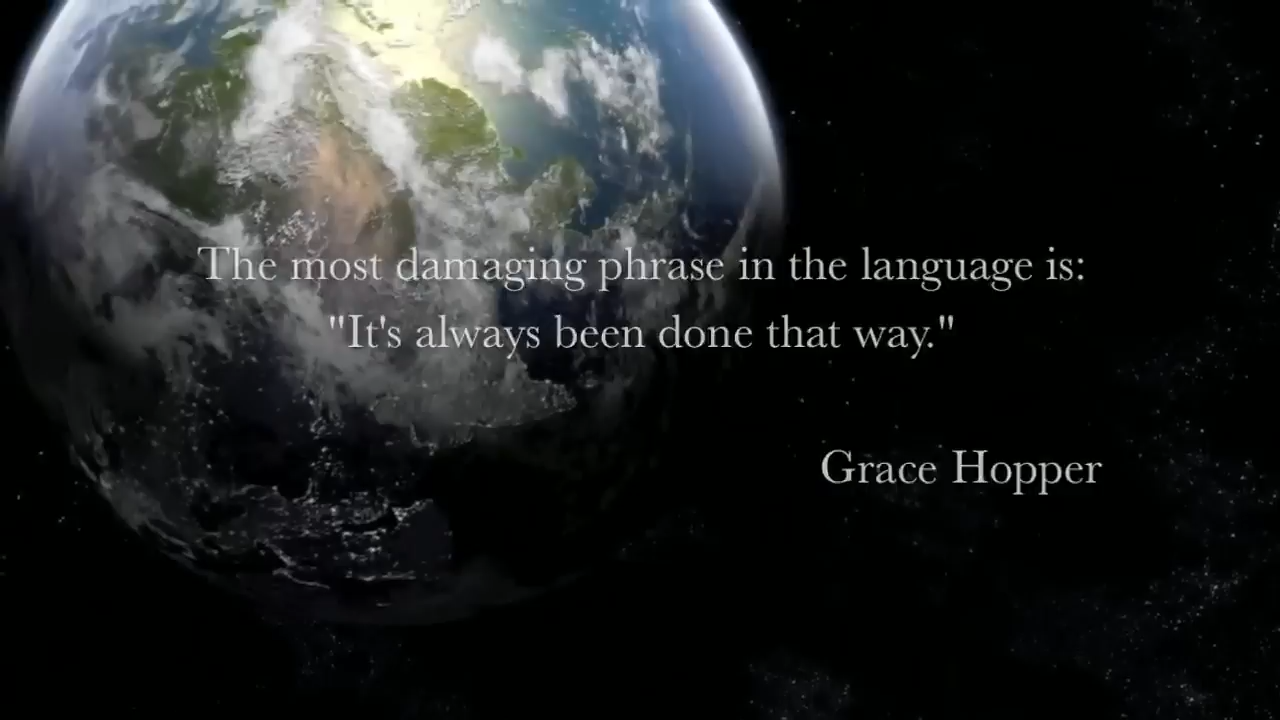 The most damaging phrase in the language is:
"It's always been done that way."
Grace Hopper